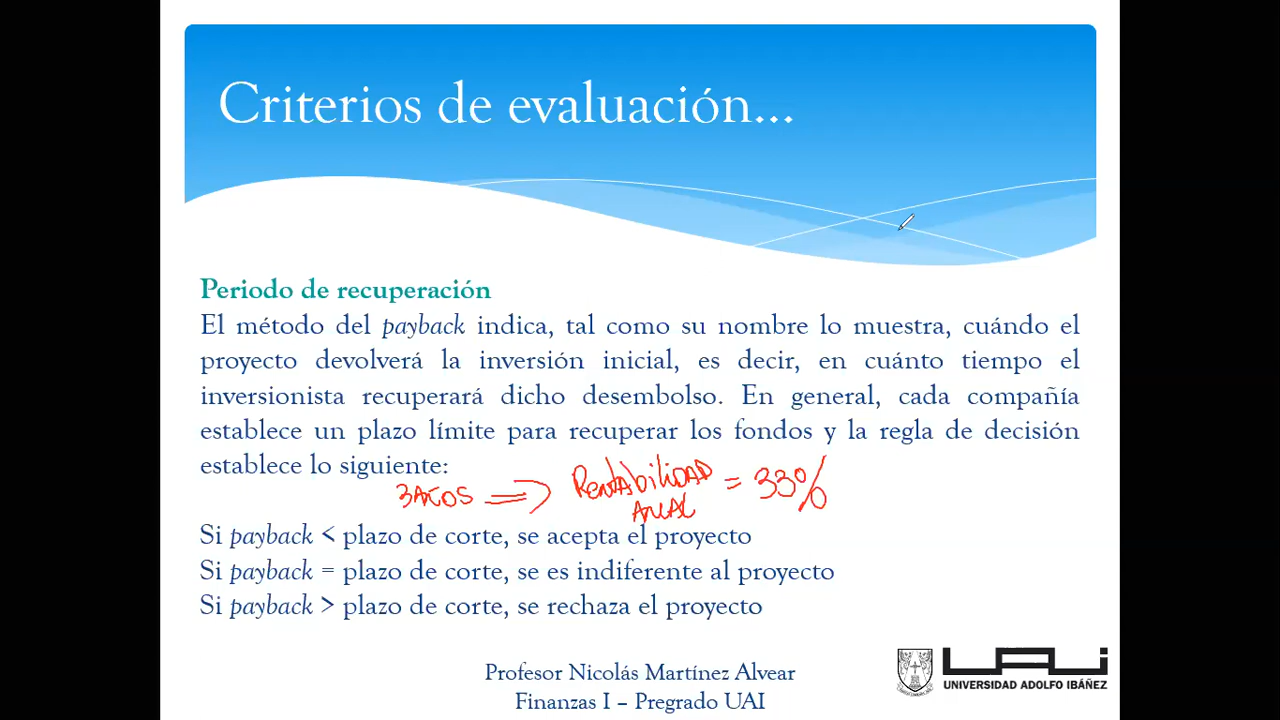 Criterios de evaluación...
Periodo de recuperación
El método del payback indica, tal como su nombre lo muestra, cuándo el
proyecto devolverá la inversión inicial, es decir, en cuánto tiempo el
inversionista recuperará dicho desembolso. En general, cada compañía
establece un plazo límite para recuperar los fondos y la regla de decisión
establece lo siguiente:
3 AÑOS ⇒ RENTABILIDAD = 33%
ANUAL
Si payback < plazo de corte, se acepta el proyecto
Si payback = plazo de corte, se es indiferente al proyecto
Si payback > plazo de corte, se rechaza el proyecto
Profesor Nicolás Martínez Alvear
Finanzas I – Pregrado UAI
UAI
UNIVERSIDAD ADOLFO IBÁÑEZ